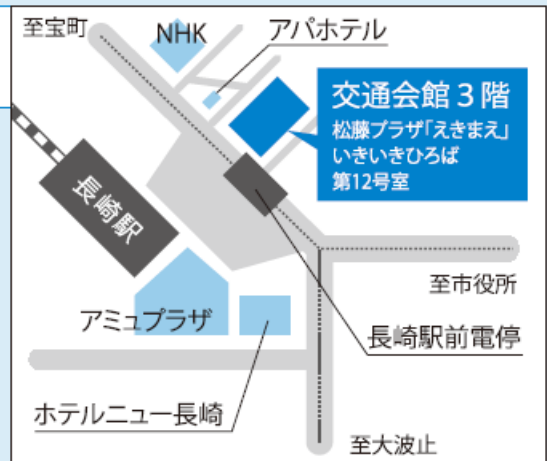 至宝町
NHK
アパホテル
交通会館３階
松藤プラザ「えきまえ」
いきいきひろば
第12号室
長崎駅
至市役所
アミュプラザ
長崎駅前電停
ホテルニュー長崎
至大波止